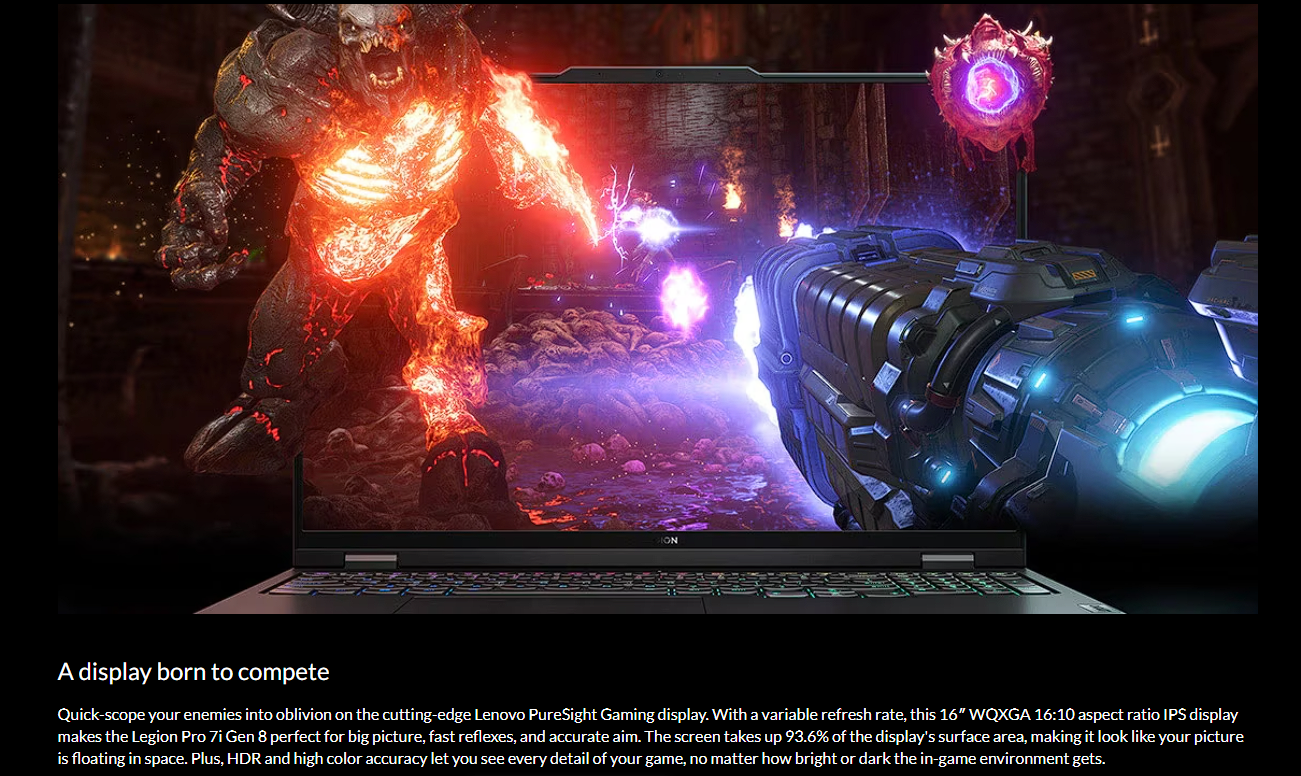 A display born to compete
Quick-scope your enemies into oblivion on the cutting-edge Lenovo PureSight Gaming display. With a variable refresh rate, this 16″ WQXGA 16:10 aspect ratio IPS display
makes the Legion Pro 7i Gen 8 perfect for big picture, fast reflexes, and accurate aim. The screen takes up 93.6% of the display's surface area, making it look like your picture
is floating in space. Plus, HDR and high color accuracy let you see every detail of your game, no matter how bright or dark the in-game environment gets.